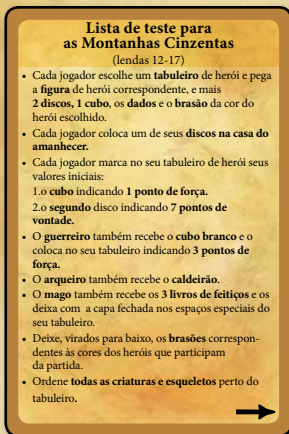 Lista de teste para
as Montanhas Cinzentas
(lendas 12-17)
• Cada jogador escolhe um tabuleiro de herói e pega
a figura de herói correspondente, e mais
2 discos, 1 cubo, os dados e o brasão da cor do
herói escolhido.
• Cada jogador coloca um de seus discos na casa do
amanhecer.
• Cada jogador marca no seu tabuleiro de herói seus
valores iniciais:
1.o cubo indicando 1 ponto de força.
2.o segundo disco indicando 7 pontos de
vontade.
• O guerreiro também recebe o cubo branco e o
coloca no seu tabuleiro indicando 3 pontos de
força.
• O arqueiro também recebe o caldeirão.
• O mago também recebe os 3 livros de feitiços e os
deixa com a capa fechada nos espaços especiais do
seu tabuleiro.
• Deixe, virados para baixo, os brasões correspon-
dentes às cores dos heróis que participam
da partida.
• Ordene todas as criaturas e esqueletos perto do
tabuleiro.